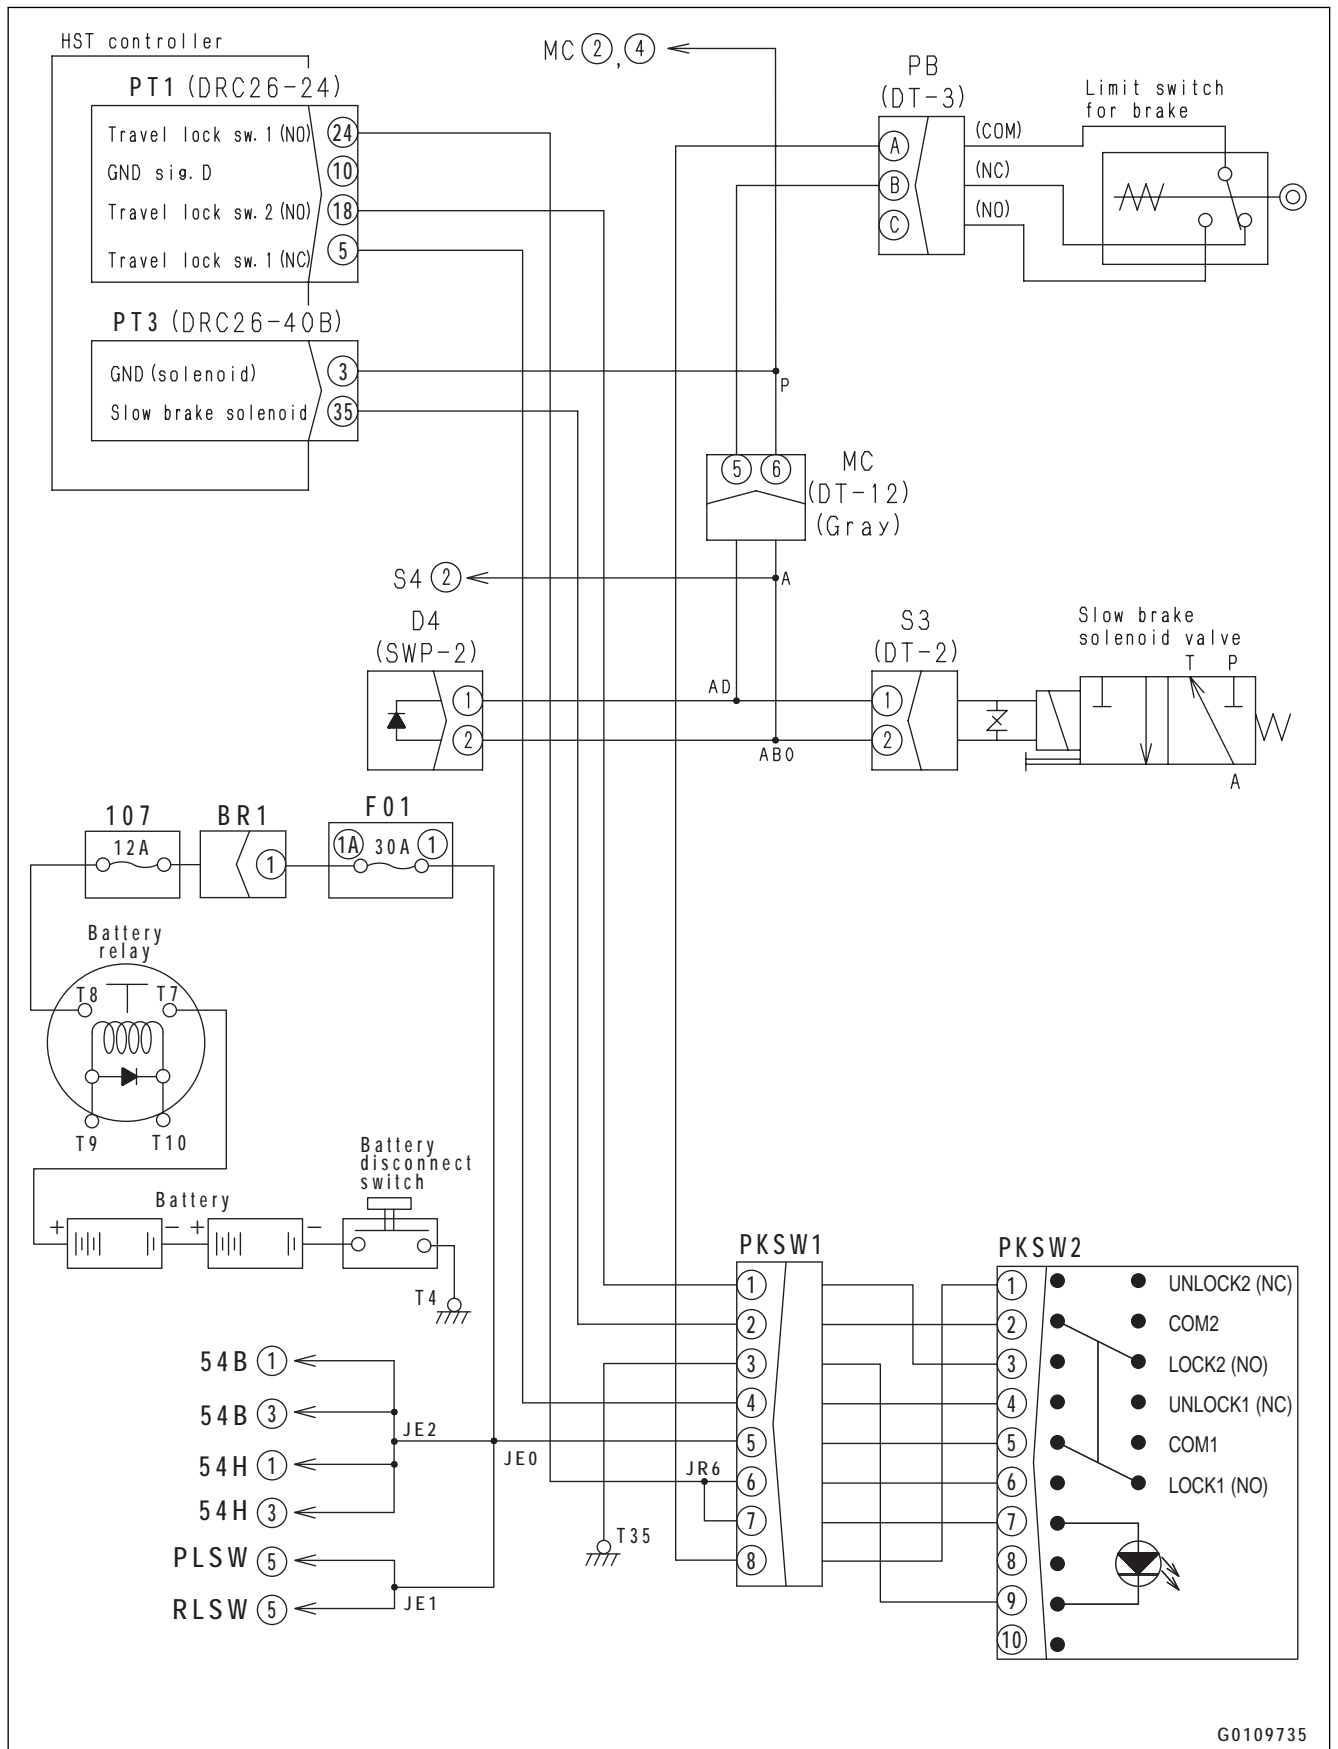 HST controller
MC ②, ④
PT1 (DRC26-24)
Travel lock sw. 1 (NO) 24
GND sig. D 10
Travel lock sw. 2 (NO) 18
Travel lock sw. 1 (NC) 5
PT3 (DRC26-40B)
GND (solenoid) 3
Slow brake solenoid 35
PB
(DT-3)
A
B
C
(COM)
(NC)
(NO)
Limit switch
for brake
P
5 6
MC
(DT-12)
(Gray)
S4 2
A
D4
(SWP-2)
1
2
AD
AB0
S3
(DT-2)
1
2
Slow brake
solenoid valve
T P
A
107
12A
BR1
1
F01
1A 30A 1
Battery
relay
T8 T7
T9 T10
Battery
+ - + -
Battery
disconnect
switch
T4
54B 1
54B 3
54H 1
54H 3
PLSW 5
RLSW 5
JE2
JE0
JE1
JR6
T35
PKSW1
1
2
3
4
5
6
7
8
PKSW2
1 UNLOCK2 (NC)
2 COM2
3 LOCK2 (NO)
4 UNLOCK1 (NC)
5 COM1
6 LOCK1 (NO)
7
8
9
10
G0109735